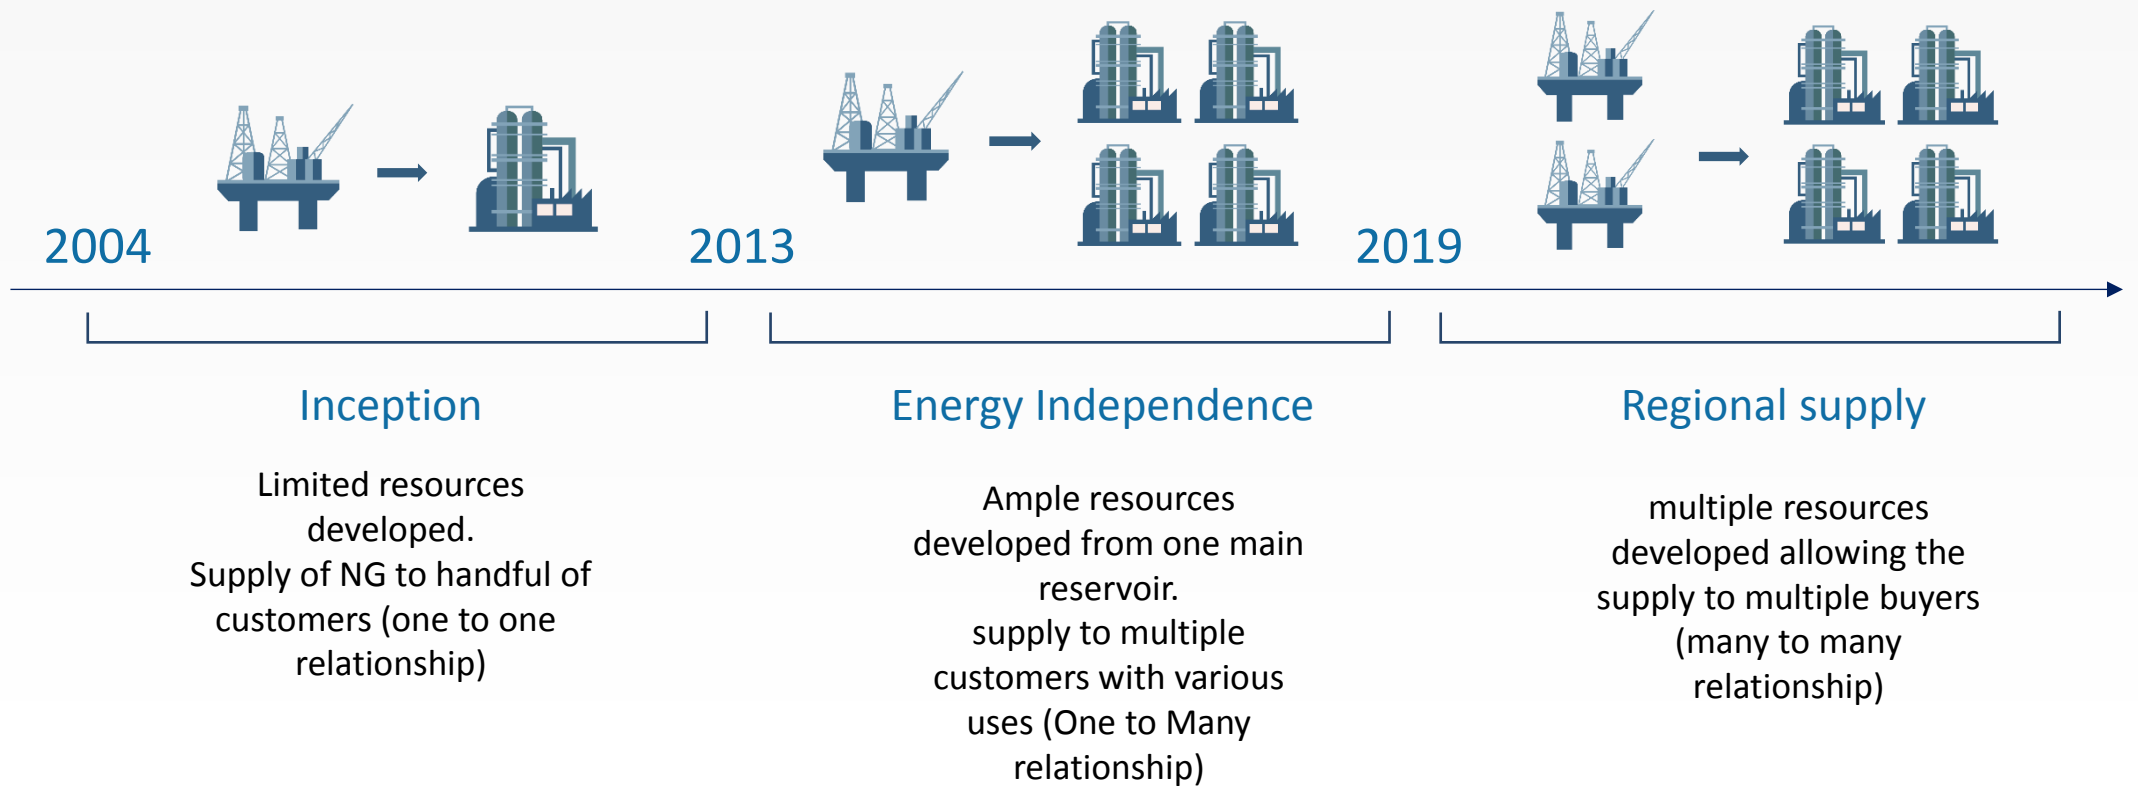 2004
2013
2019
Inception
Limited resources
developed.
Supply of NG to handful of
customers (one to one
relationship)
Energy Independence
Ample resources
developed from one main
reservoir.
supply to multiple
customers with various
uses (One to Many
relationship)
Regional supply
multiple resources
developed allowing the
supply to multiple buyers
(many to many
relationship)